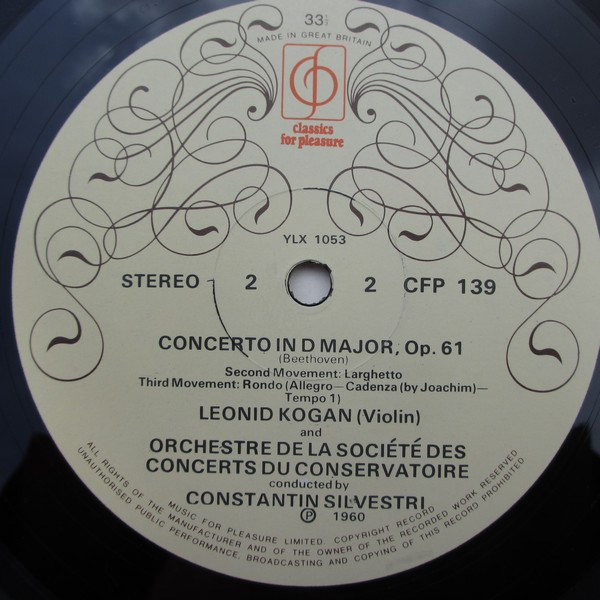 33⅓
MADE IN GREAT BRITAIN
classics
for pleasure
YLX 1053
STEREO 2 2 CFP 139
CONCERTO IN D MAJOR, Op. 61
(Beethoven)
Second Movement: Larghetto
Third Movement: Rondo (Allegro—Cadenza (by Joachim)—
Tempo 1)
LEONID KOGAN (Violin)
and
ORCHESTRE DE LA SOCIÉTÉ DES
CONCERTS DU CONSERVATOIRE
conducted by
CONSTANTIN SILVESTRI
Ⓟ 1960
MUSIC FOR PLEASURE LIMITED. COPYRIGHT RECORD
ALL RIGHTS OF THE MANUFACTURER AND OF THE OWNER OF THE RECORDED WORK RESERVED
UNAUTHORISED PUBLIC PERFORMANCE, BROADCASTING AND COPYING OF THIS RECORD PROHIBITED.